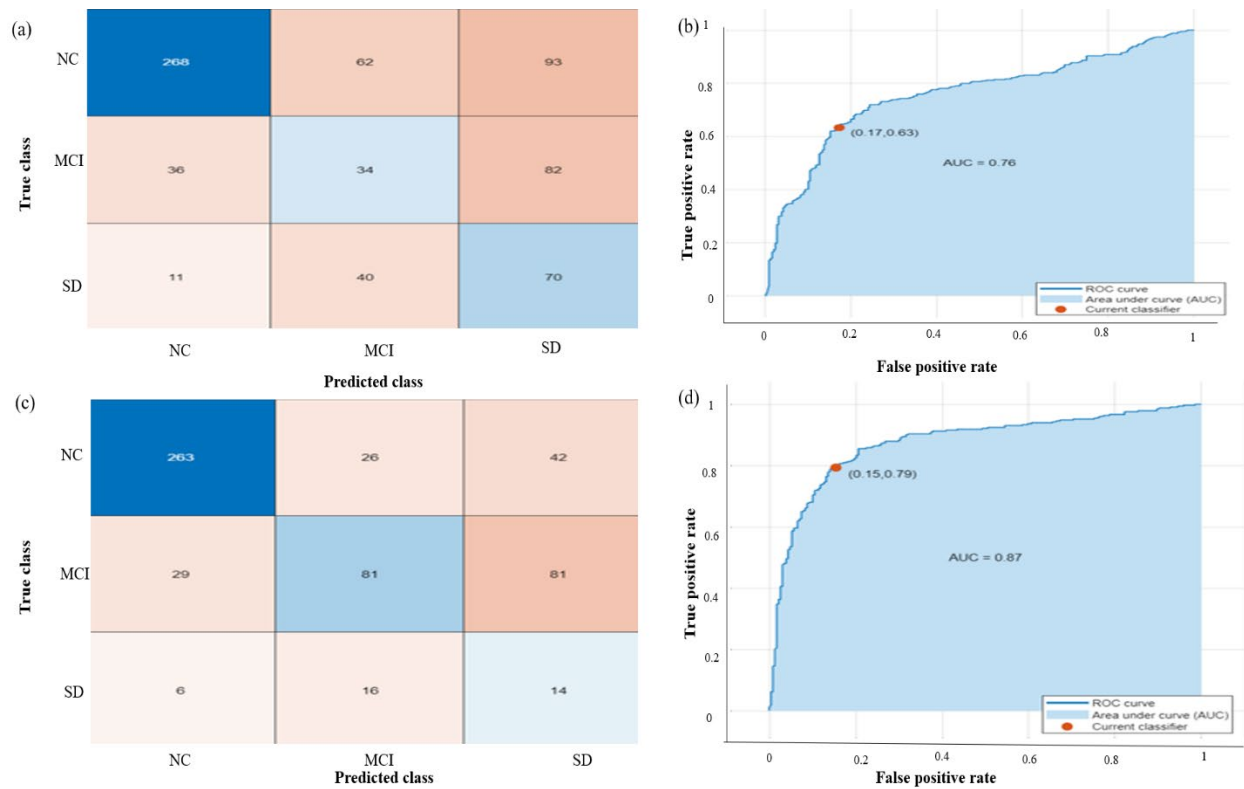 (a)
True class
NC
268 62 93
MCI
36 34 82
SD
11 40 70
NC MCI SD
Predicted class
(b)
True positive rate
1
0.8
0.6
0.4
0.2
0
(0.17,0.63)
AUC = 0.76
ROC curve
Area under curve (AUC)
Current classifier
0 0.2 0.4 0.6 0.8 1
False positive rate
(c)
True class
NC
263 26 42
MCI
29 81 81
SD
6 16 14
NC MCI SD
Predicted class
(d)
True positive rate
1
0.8
0.6
0.4
0.2
0
(0.15,0.79)
AUC = 0.87
ROC curve
Area under curve (AUC)
Current classifier
0 0.2 0.4 0.6 0.8 1
False positive rate